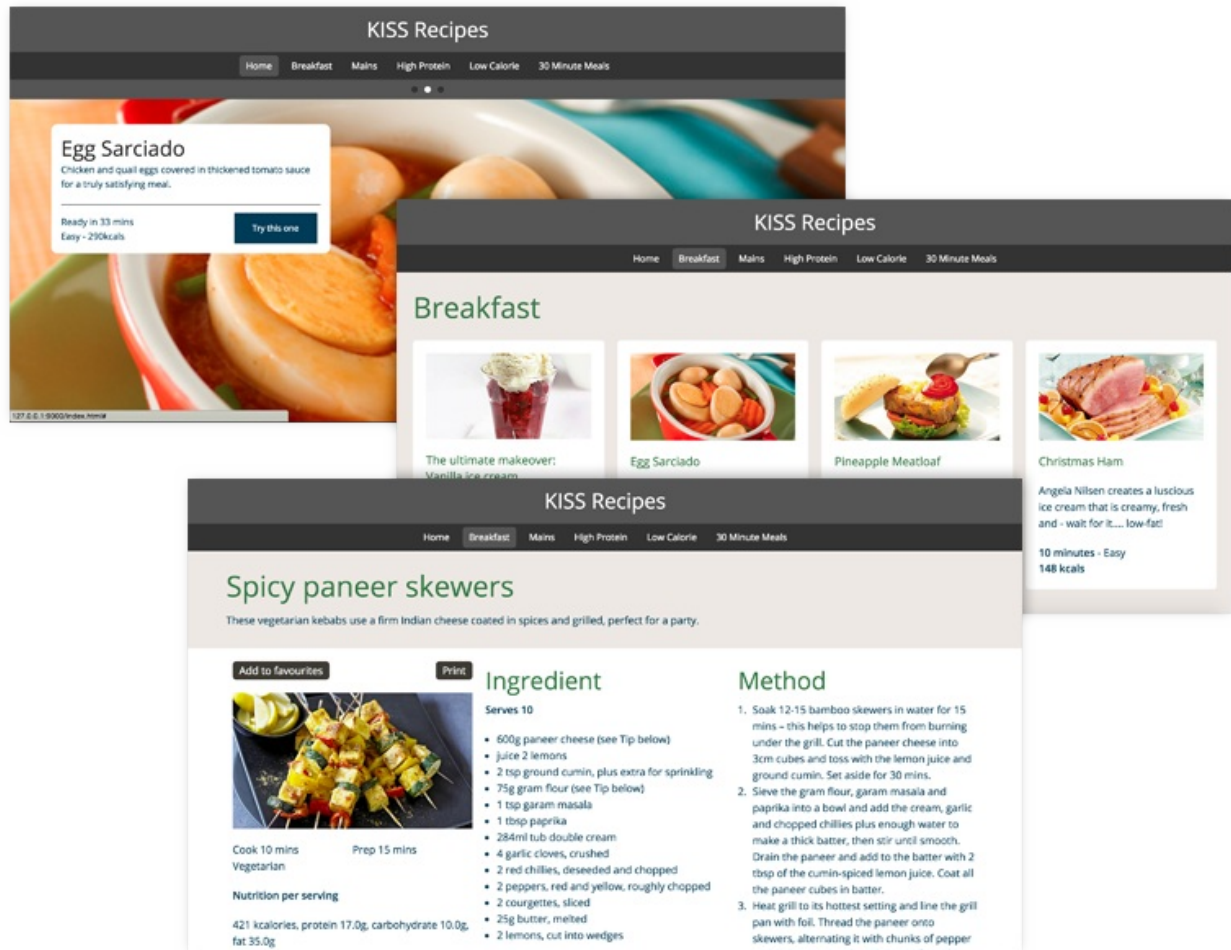 KISS Recipes
Home Breakfast Mains High Protein Low Calorie 30 Minute Meals
Egg Sarciado
Chicken and quail eggs covered in thickened tomato sauce
for a truly satisfying meal.
Ready in 33 mins
Easy - 290kcals
Try this one
127.0.0.1:9000/index.html#
KISS Recipes
Home Breakfast Mains High Protein Low Calorie 30 Minute Meals
Breakfast
The ultimate makeover:
Vanilla ice cream
Egg Sarciado
Pineapple Meatloaf
Christmas Ham
Angela Nilsen creates a luscious
ice cream that is creamy, fresh
and - wait for it.... low-fat!
10 minutes - Easy
148 kcals
KISS Recipes
Home Breakfast Mains High Protein Low Calorie 30 Minute Meals
Spicy paneer skewers
These vegetarian kebabs use a firm Indian cheese coated in spices and grilled, perfect for a party.
Add to favourites
Print
Cook 10 mins Prep 15 mins
Vegetarian
Nutrition per serving
421 kcalories, protein 17.0g, carbohydrate 10.0g,
fat 35.0g
Ingredient
Serves 10
• 600g paneer cheese (see Tip below)
• juice 2 lemons
• 2 tsp ground cumin, plus extra for sprinkling
• 75g gram flour (see Tip below)
• 1 tsp garam masala
• 1 tbsp paprika
• 284ml tub double cream
• 4 garlic cloves, crushed
• 2 red chillies, deseeded and chopped
• 2 peppers, red and yellow, roughly chopped
• 2 courgettes, sliced
• 25g butter, melted
• 2 lemons, cut into wedges
Method
1. Soak 12-15 bamboo skewers in water for 15
mins – this helps to stop them from burning
under the grill. Cut the paneer cheese into
3cm cubes and toss with the lemon juice and
ground cumin. Set aside for 30 mins.
2. Sieve the gram flour, garam masala and
paprika into a bowl and add the cream, garlic
and chopped chillies plus enough water to
make a thick batter, then stir until smooth.
Drain the paneer and add to the batter with 2
tbsp of the cumin-spiced lemon juice. Coat all
the paneer cubes in batter.
3. Heat grill to its hottest setting and line the grill
pan with foil. Thread the paneer onto
skewers, alternating it with chunks of pepper